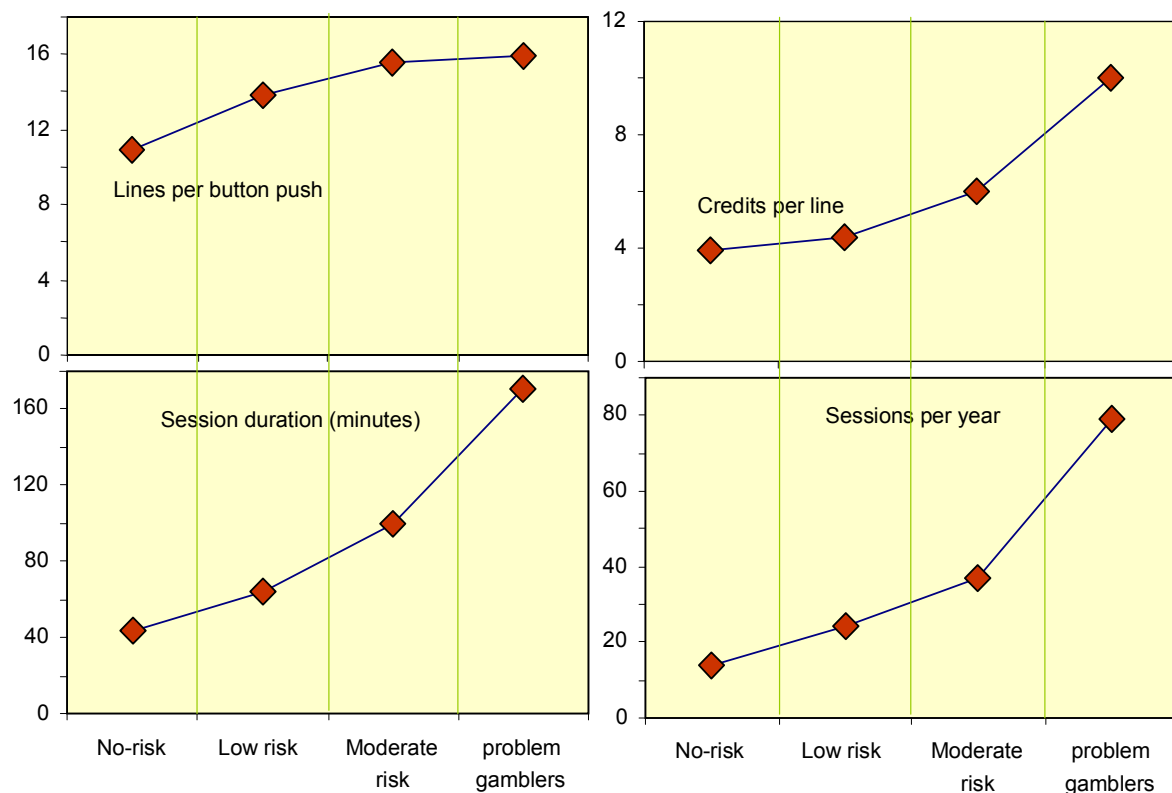 16
12
8
4
0
Lines per button push
12
8
4
0
Credits per line
160
120
80
40
0
Session duration (minutes)
No-risk
Low risk
Moderate
risk
problem
gamblers
80
60
40
20
0
Sessions per year
No-risk
Low risk
Moderate
risk
problem
gamblers